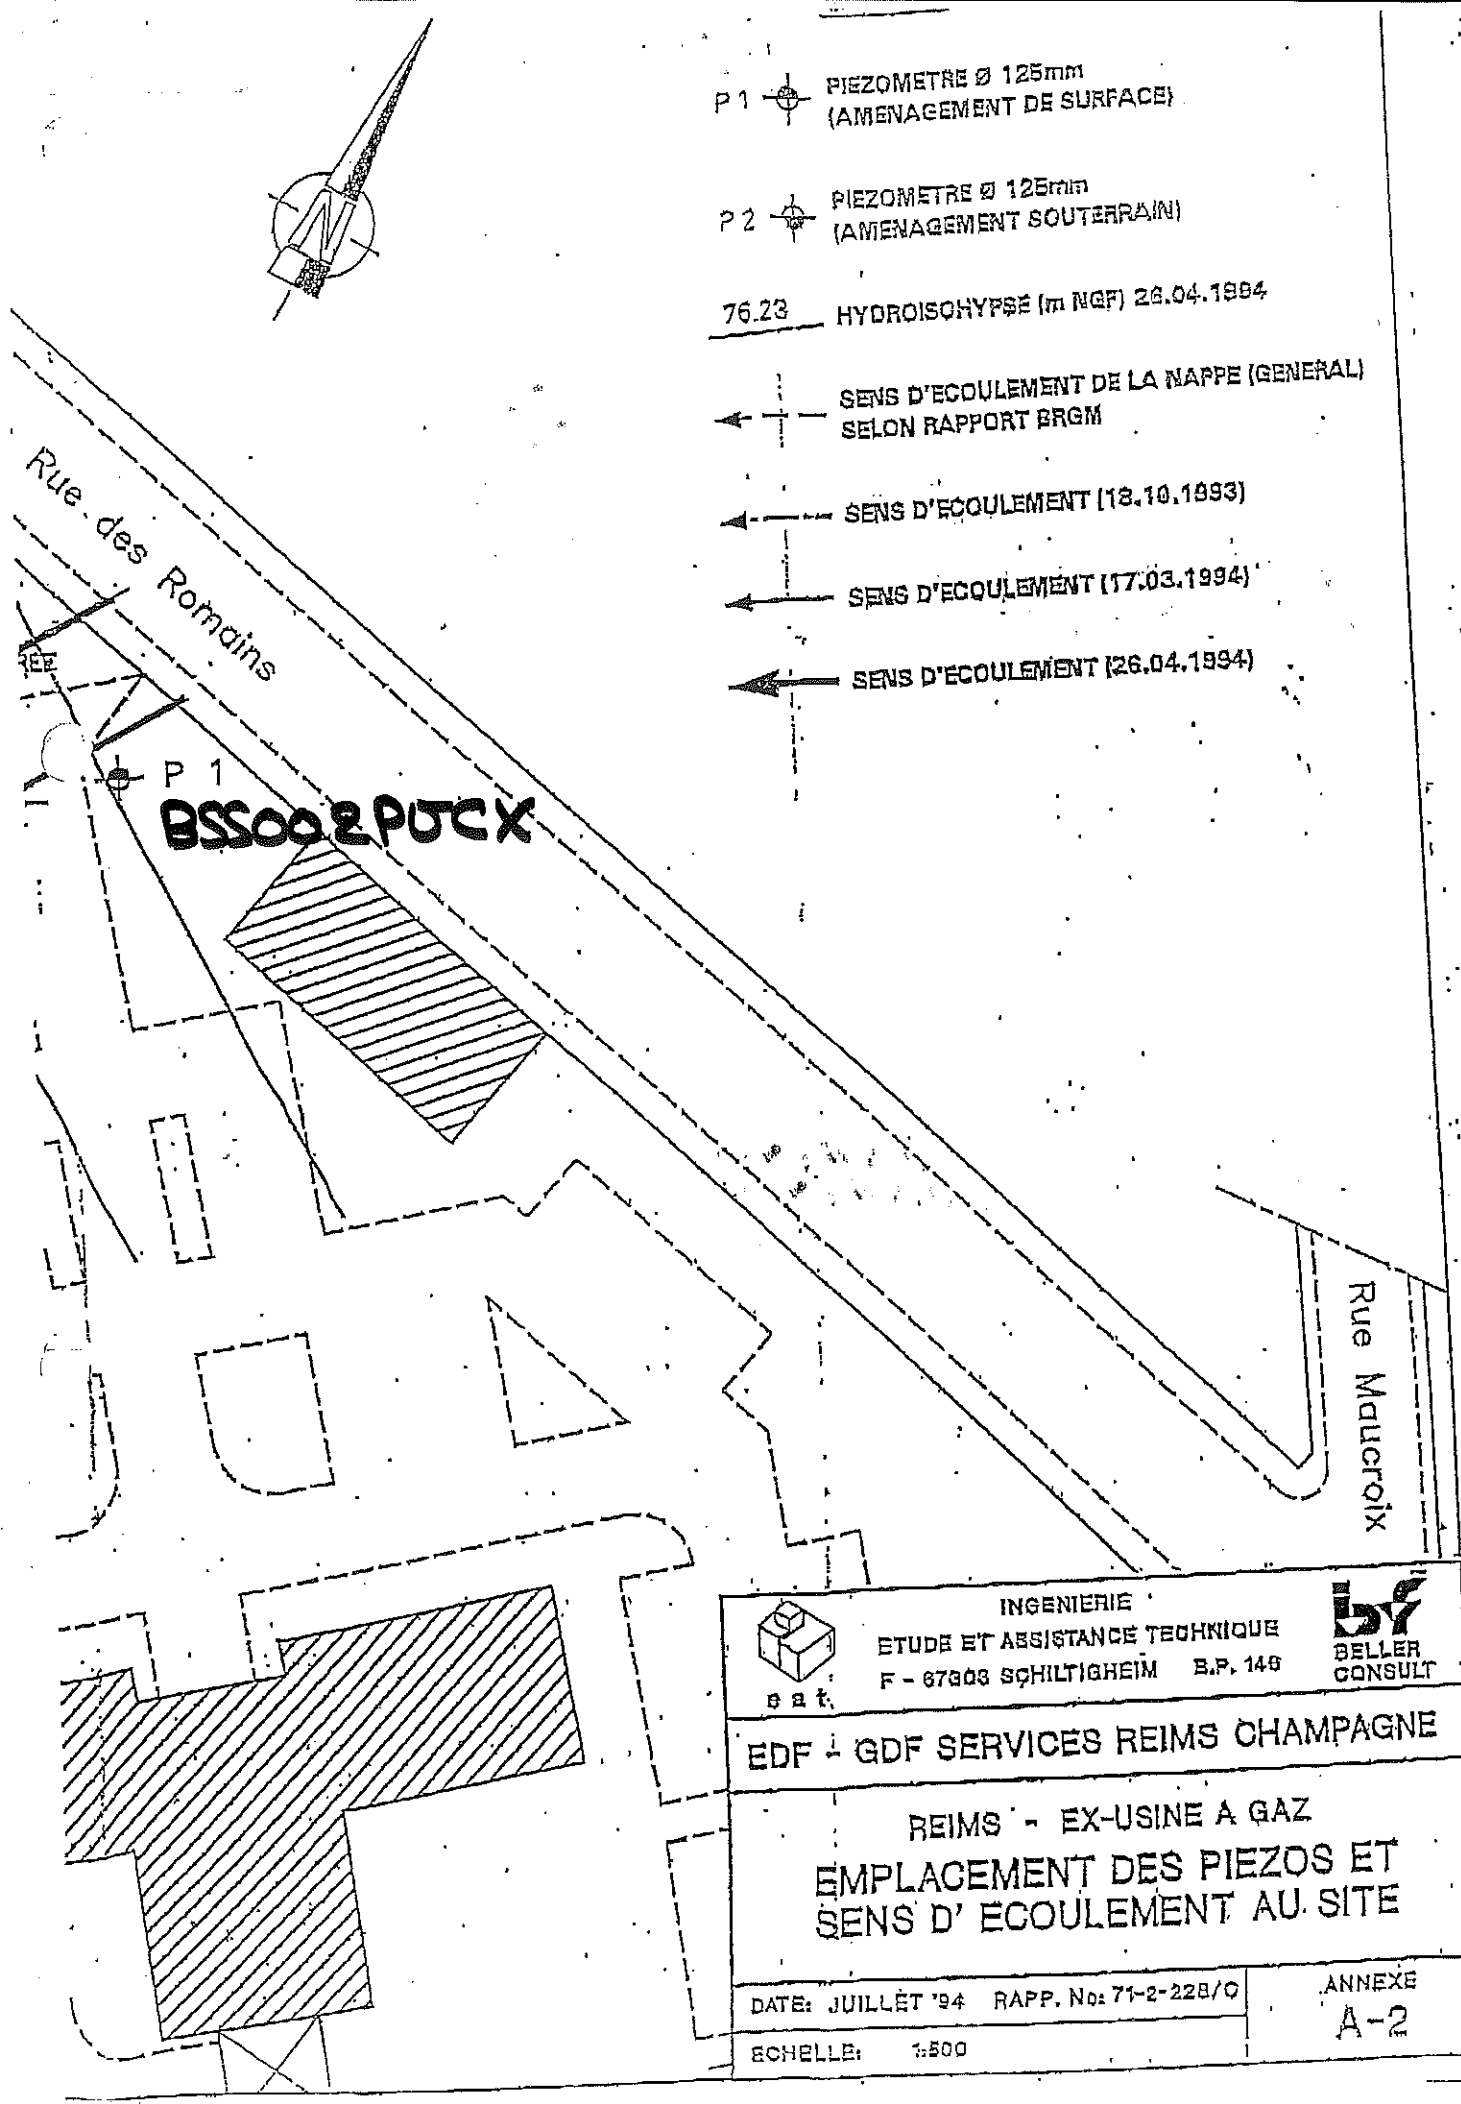 P 1 PIEZOMETRE Ø 125mm
(AMENAGEMENT DE SURFACE)
P 2 PIEZOMETRE Ø 125mm
(AMENAGEMENT SOUTERRAIN)
76.23 HYDROISOHYPSE (m NGF) 26.04.1994
SENS D'ECOULEMENT DE LA NAPPE (GENERAL)
SELON RAPPORT BRGM
SENS D'ECOULEMENT (18.10.1993)
SENS D'ECOULEMENT (17.03.1994)
SENS D'ECOULEMENT (26.04.1994)
N
Rue des Romains
P 1
BSS002PUCX
Rue Maucroix
INGENIERIE
ETUDE ET ASSISTANCE TECHNIQUE
F - 67303 SCHILTIGHEIM B.P. 148
eat
bf
BELLER
CONSULT
EDF - GDF SERVICES REIMS CHAMPAGNE
REIMS - EX-USINE A GAZ
EMPLACEMENT DES PIEZOS ET
SENS D' ECOULEMENT AU SITE
DATE: JUILLET '94 RAPP. No: 71-2-228/0
ANNEXE
A-2
ECHELLE: 1:500